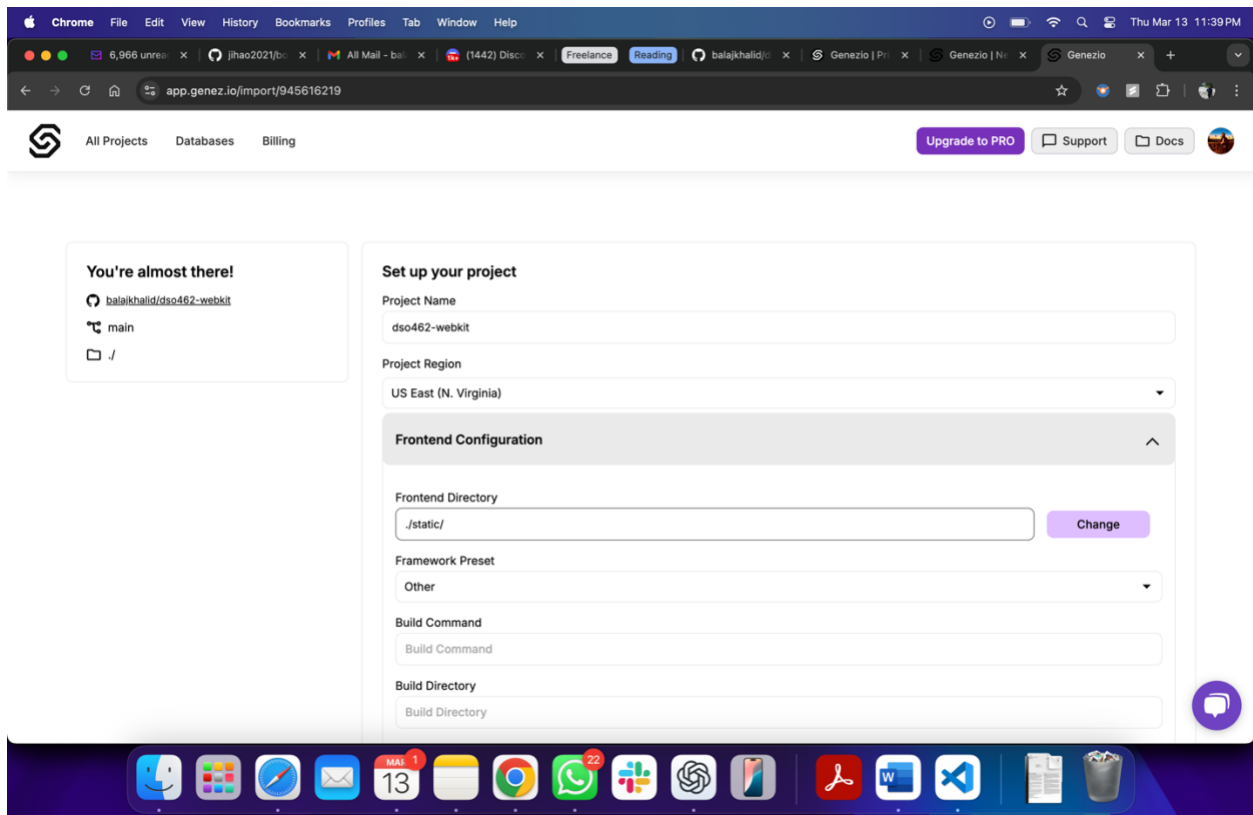 Chrome File Edit View History Bookmarks Profiles Tab Window Help Thu Mar 13 11:39 PM
6,966 unrea jihao2021/bo All Mail - bal (1442) Disco Freelance Reading balajkhalid/d Genezio | Pri Genezio | Ne Genezio
app.genez.io/import/945616219
All Projects Databases Billing Upgrade to PRO Support Docs
You're almost there!
balajkhalid/dso462-webkit
main
./
Set up your project
Project Name
dso462-webkit
Project Region
US East (N. Virginia)
Frontend Configuration
Frontend Directory
./static/
Change
Framework Preset
Other
Build Command
Build Command
Build Directory
Build Directory
MAR 1
13
22
W